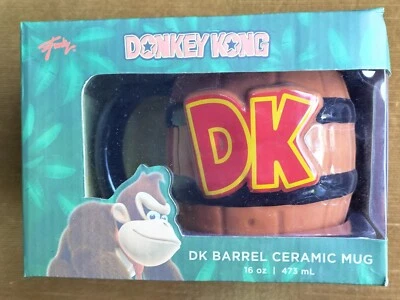 DONKEY KONG
DK
DK BARREL CERAMIC MUG
16 oz | 473 mL